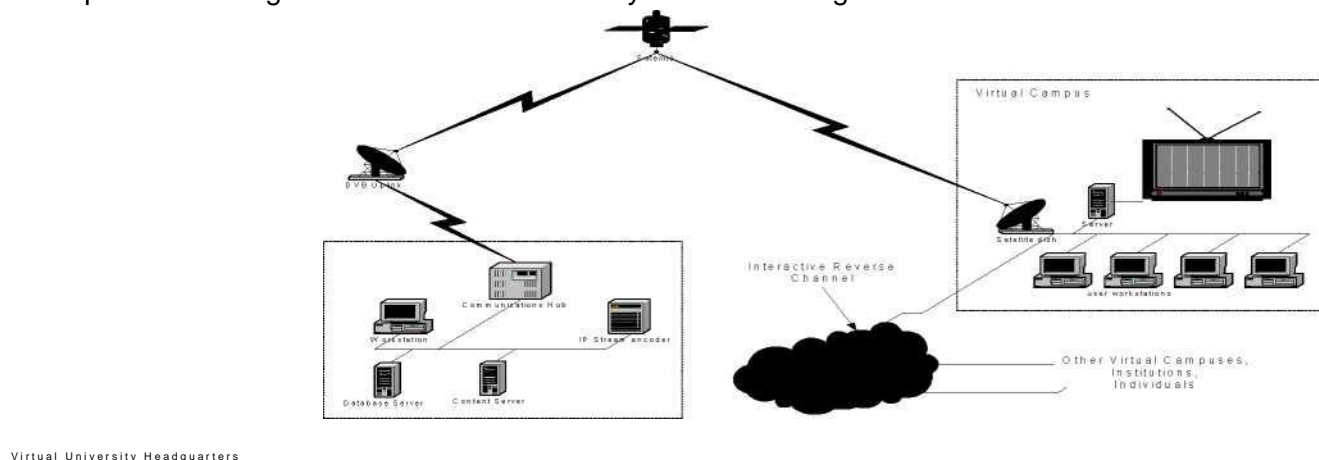 Satellite
Virtual Campus
DVB Uplink
Server
Satellite dish
Interactive Reverse
Channel
user workstations
Communications Hub
Workstation
IP Stream encoder
Other Virtual Campuses,
Institutions,
Individuals
Database Server
Content Server
Virtual University Headquarters